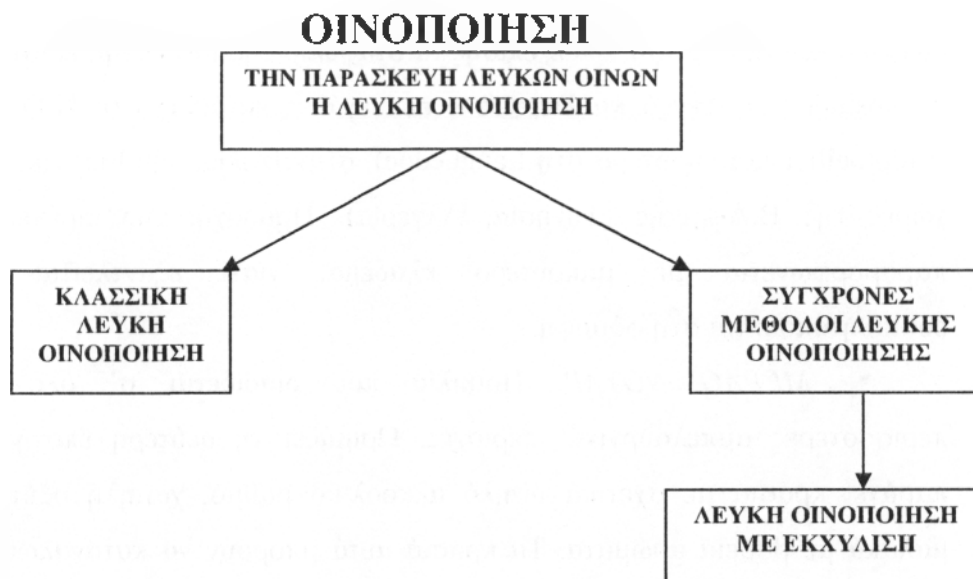 ΟΙΝΟΠΟΙΗΣΗ
ΤΗΝ ΠΑΡΑΣΚΕΥΗ ΛΕΥΚΩΝ ΟΙΝΩΝ
Ή ΛΕΥΚΗ ΟΙΝΟΠΟΙΗΣΗ
ΚΛΑΣΣΙΚΗ
ΛΕΥΚΗ
ΟΙΝΟΠΟΙΗΣΗ
ΣΥΓΧΡΟΝΕΣ
ΜΕΘΟΔΟΙ ΛΕΥΚΗΣ
ΟΙΝΟΠΟΙΗΣΗΣ
ΛΕΥΚΗ ΟΙΝΟΠΟΙΗΣΗ
ΜΕ ΕΚΧΥΛΙΣΗ